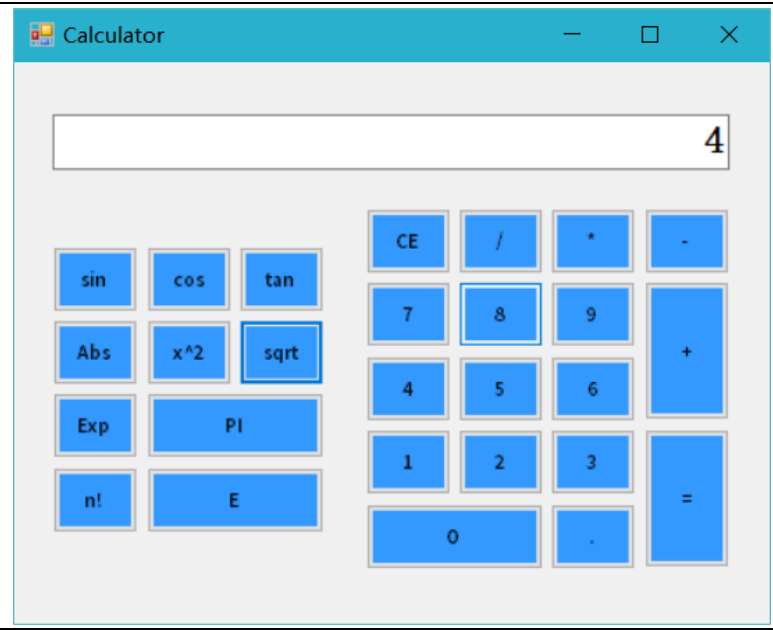 Calculator
4
CE / * -
sin cos tan
7 8 9
Abs x^2 sqrt
+
4 5 6
Exp PI
1 2 3
n! E
=
0 .